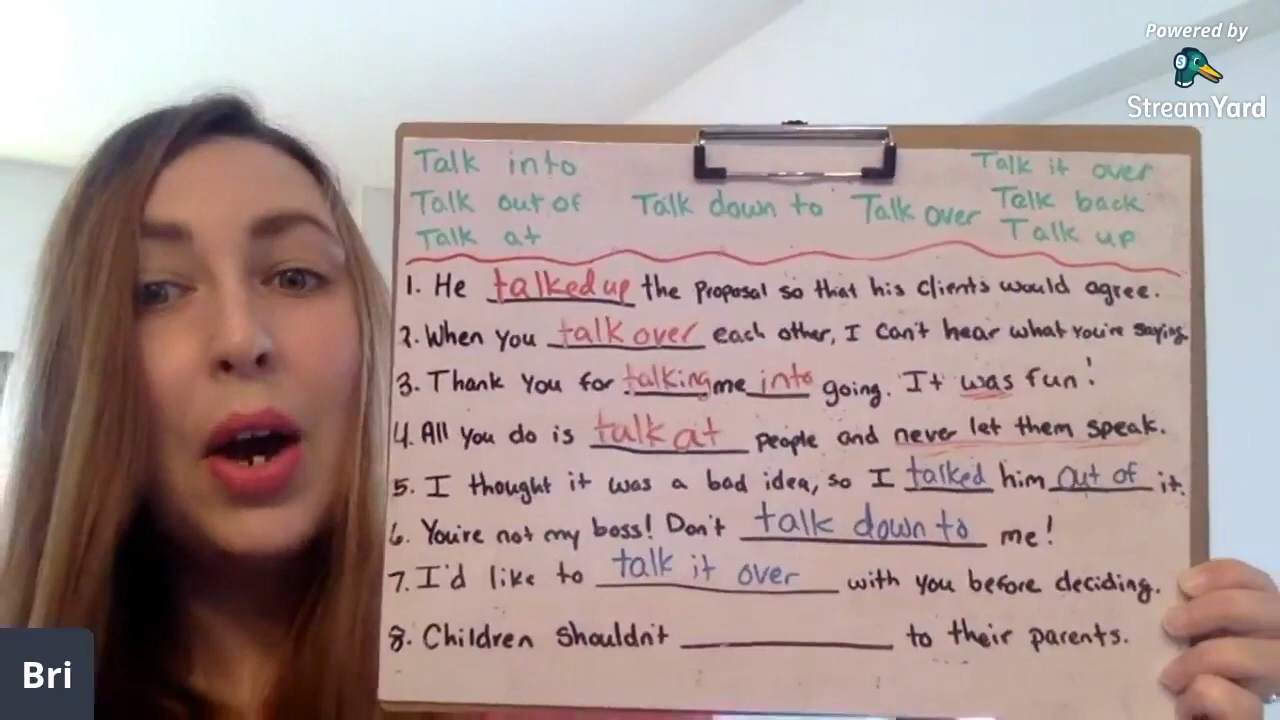 Powered by
StreamYard
Talk into
Talk out of
Talk at
Talk down to
Talk over
Talk it over
Talk back
Talk up
1. He talked up the proposal so that his clients would agree.
2. When you talk over each other, I can't hear what you're saying.
3. Thank you for talking me into going. It was fun!
4. All you do is talk at people and never let them speak.
5. I thought it was a bad idea, so I talked him out of it.
6. You're not my boss! Don't talk down to me!
7. I'd like to talk it over with you before deciding.
8. Children shouldn't ____________ to their parents.
Bri